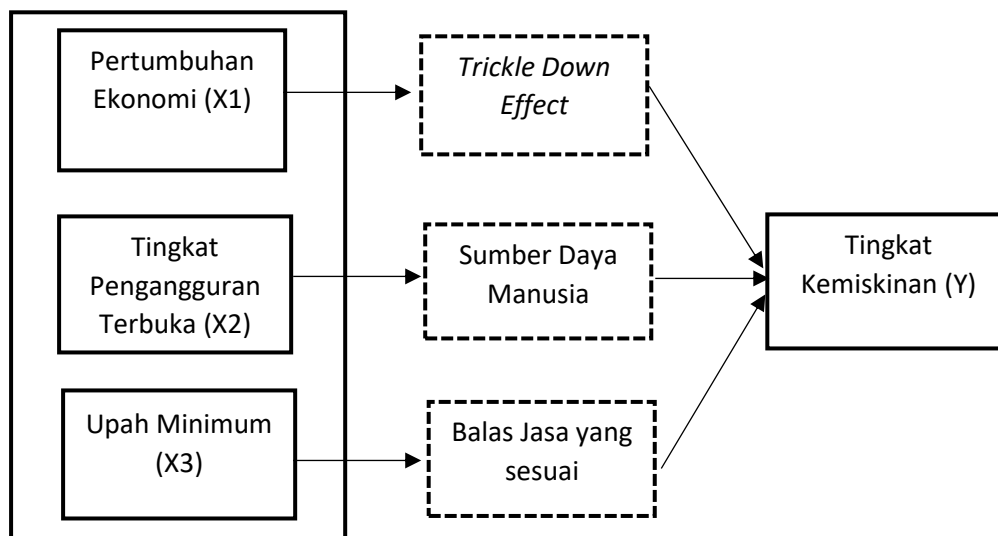 Pertumbuhan
Ekonomi (X1)
Trickle Down
Effect
Tingkat
Pengangguran
Terbuka (X2)
Sumber Daya
Manusia
Tingkat
Kemiskinan (Y)
Upah Minimum
(X3)
Balas Jasa yang
sesuai